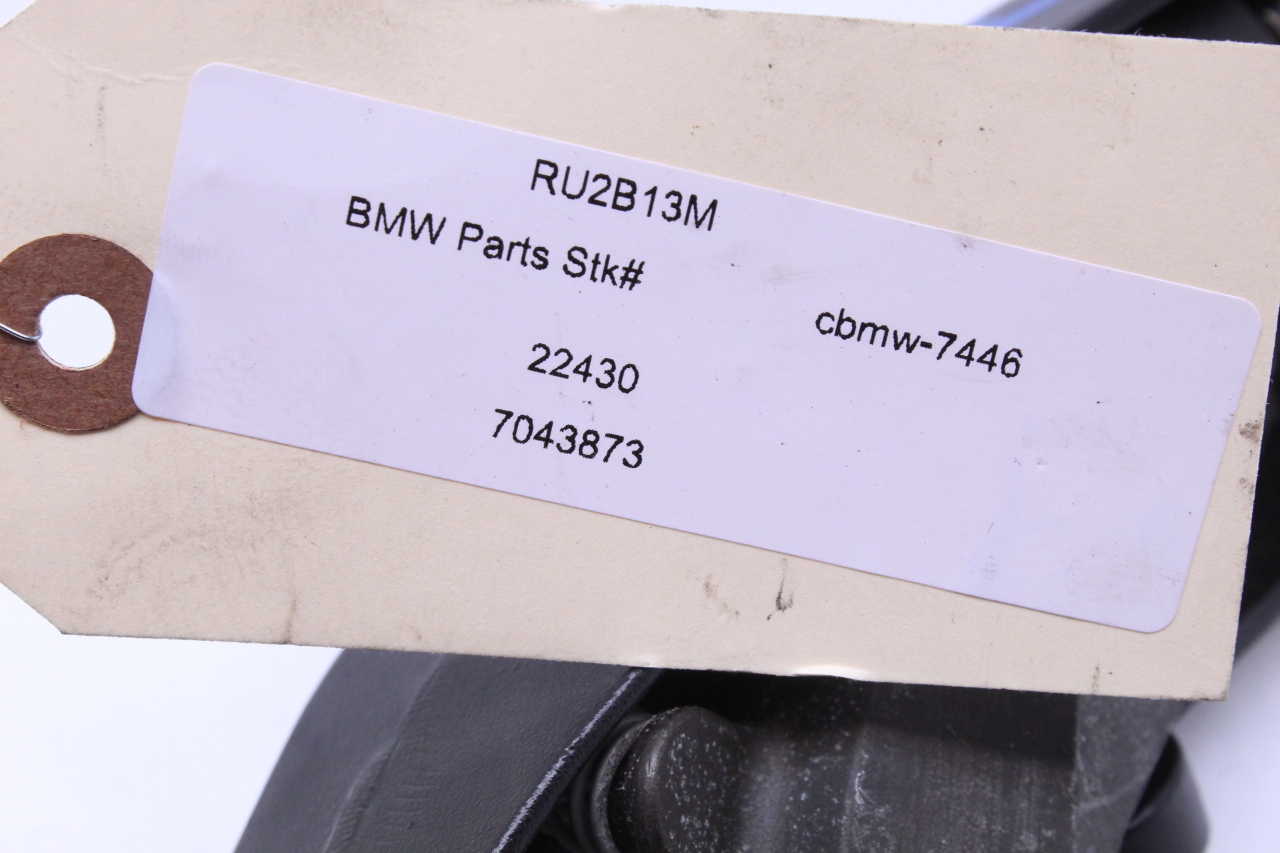 RU2B13M
BMW Parts Stk#
cbmw-7446
22430
7043873